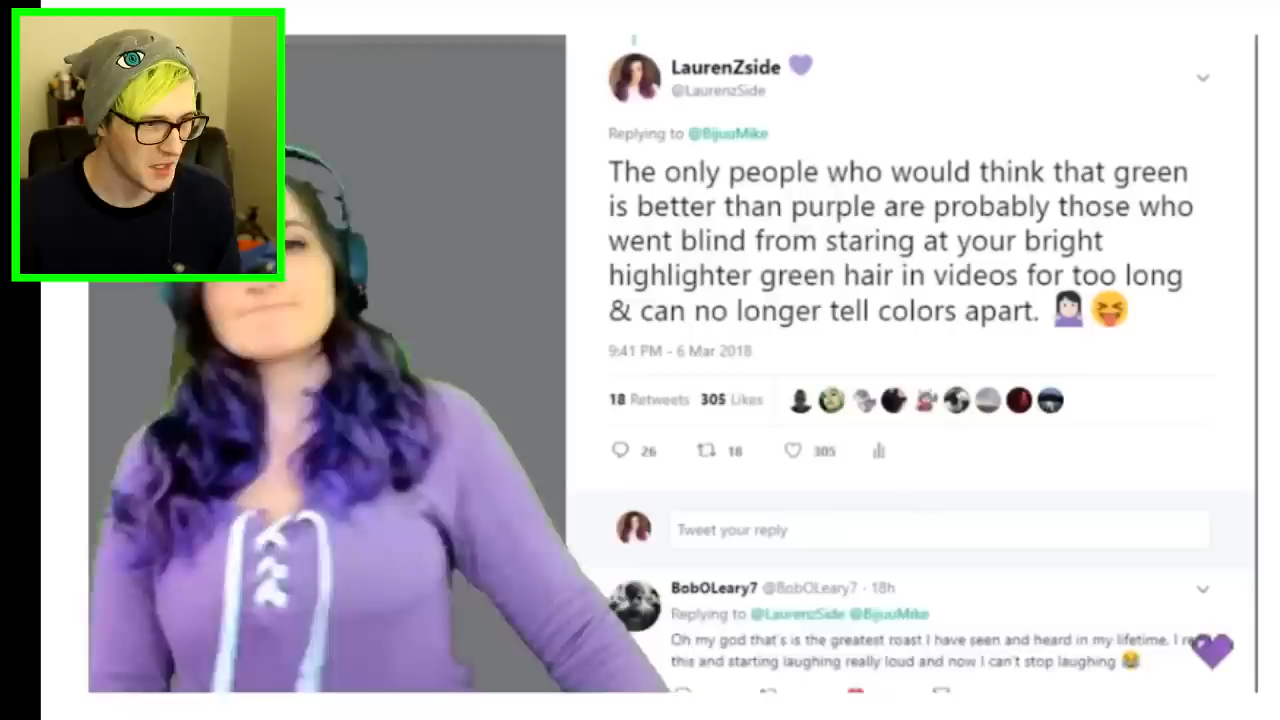 LaurenZside
@LaurenzSide
Replying to @BijuuMike
The only people who would think that green
is better than purple are probably those who
went blind from staring at your bright
highlighter green hair in videos for too long
& can no longer tell colors apart.
9:41 PM - 6 Mar 2018
18 Retweets 305 Likes
26 18 305
Tweet your reply
BobOLeary7 @BobOLeary7 · 18h
Replying to @LaurenzSide @BijuuMike
Oh my god that's is the greatest roast I have seen and heard in my lifetime. I
this and starting laughing really loud and now I can't stop laughing